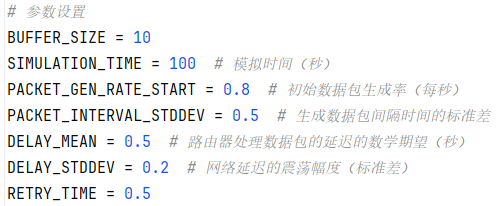 # 参数设置
BUFFER_SIZE = 10
SIMULATION_TIME = 100  # 模拟时间（秒）
PACKET_GEN_RATE_START = 0.8  # 初始数据包生成率（每秒）
PACKET_INTERVAL_STDDEV = 0.5  # 生成数据包间隔时间的标准差
DELAY_MEAN = 0.5  # 路由器处理数据包的延迟的数学期望（秒）
DELAY_STDDEV = 0.2  # 网络延迟的震荡幅度（标准差）
RETRY_TIME = 0.5